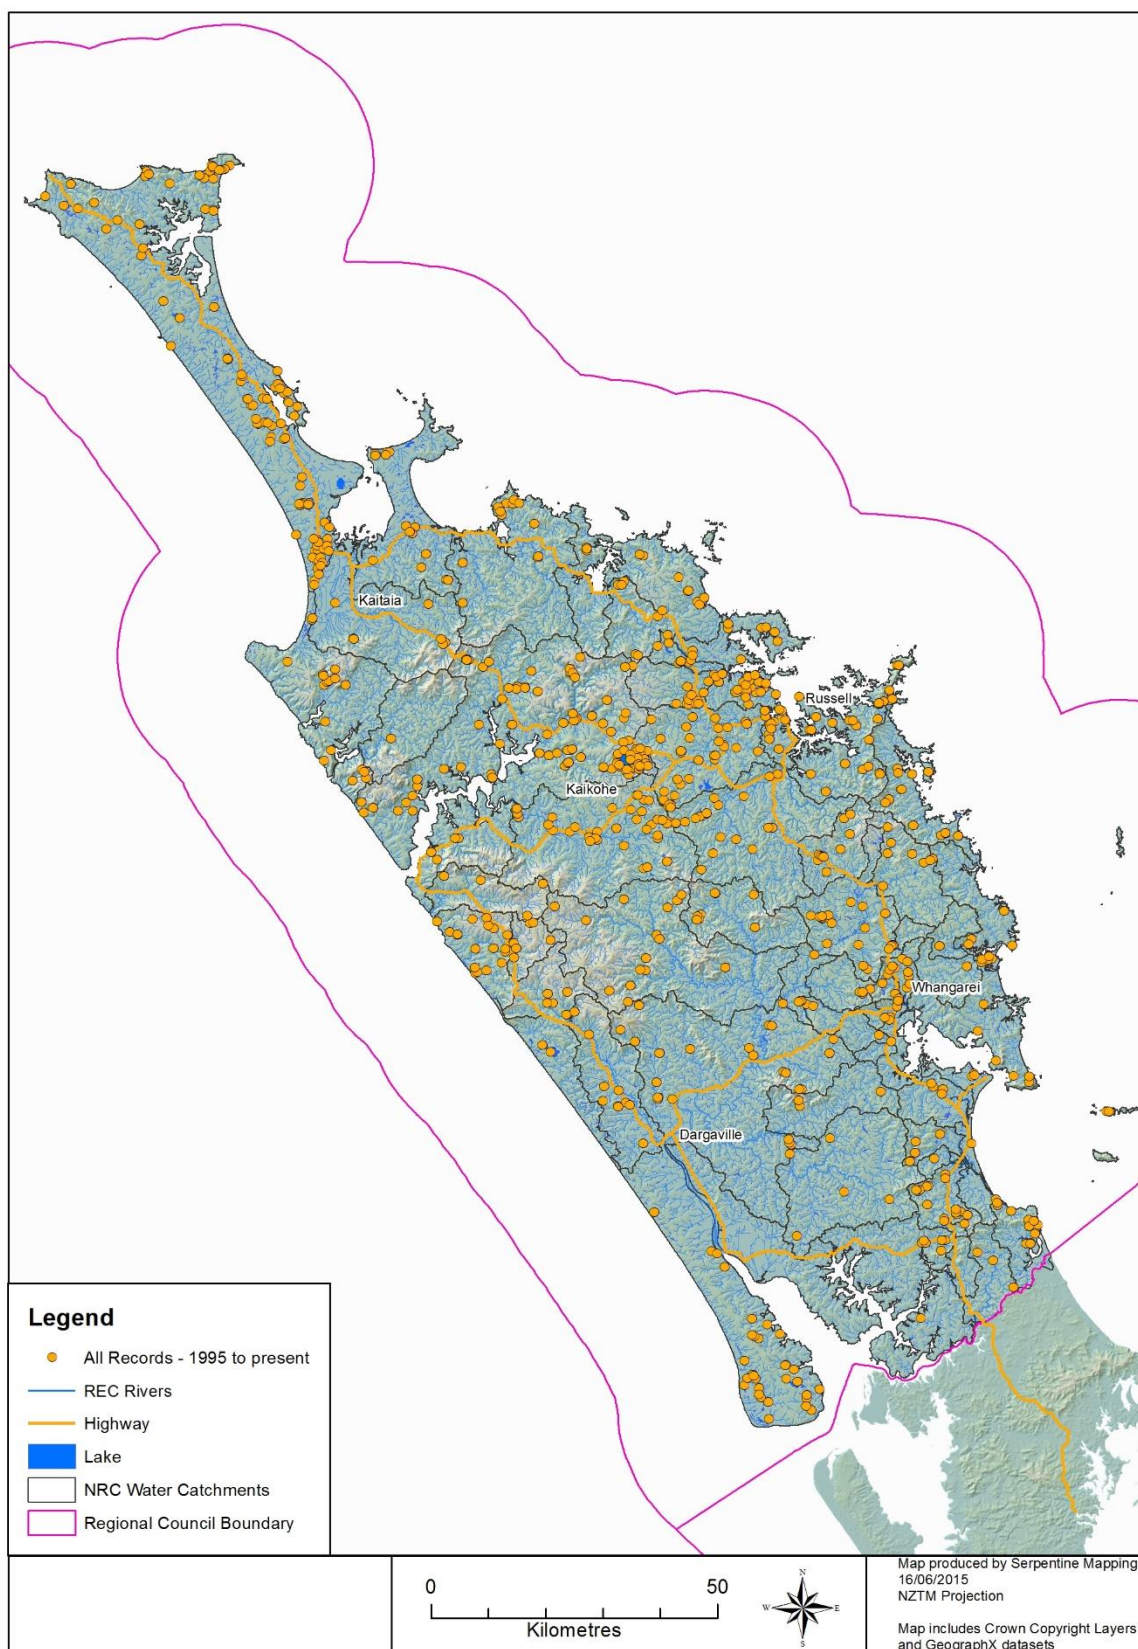 Kaitaia
Russell
Kaikohe
Whangarei
Dargaville
Legend
All Records - 1995 to present
REC Rivers
Highway
Lake
NRC Water Catchments
Regional Council Boundary
0 50
Kilometres
N
W E
S
Map produced by Serpentine Mapping
16/06/2015
NZTM Projection
Map includes Crown Copyright Layers
and GeographX datasets